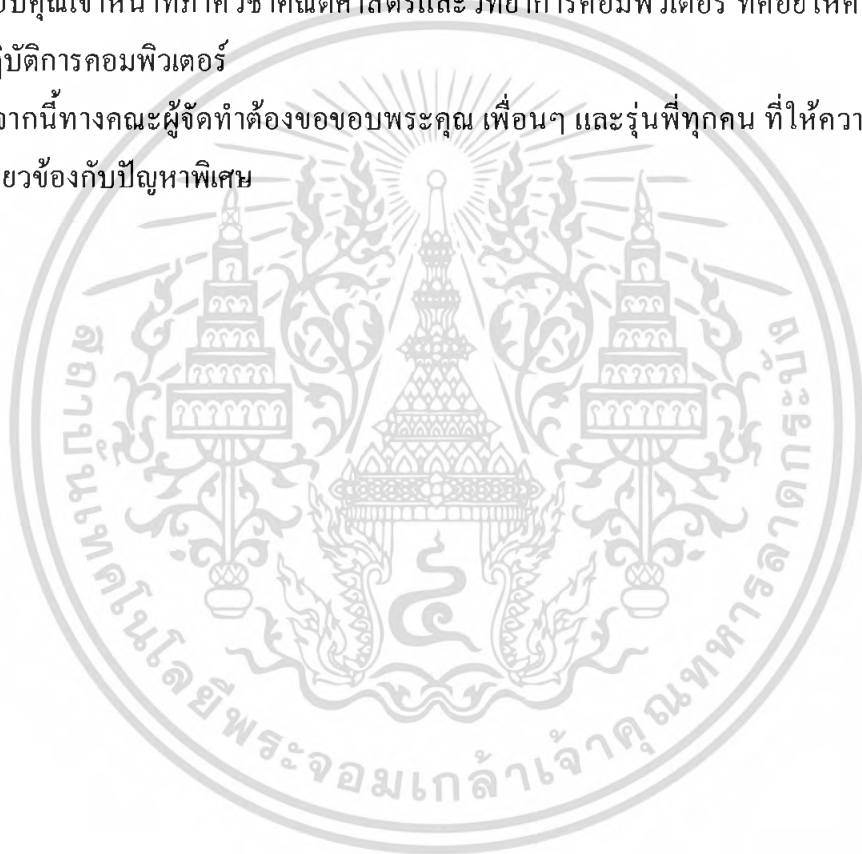 บคุณเจ้าหน้าที่ภาควิชาคณิตศาสตร์และวิทยาการคอมพิวเตอร์ ที่คอยให้
บัติการคอมพิวเตอร์
จากนี้ทางคณะผู้จัดทำต้องขอขอบพระคุณ เพื่อนๆ และรุ่นพี่ทุกคน ที่ให้ควา
ยวข้องกับปัญหาพิเศษ
สถาบันเทคโนโลยีพระจอมเกล้าเจ้าคุณทหารลาดกระบัง
๔